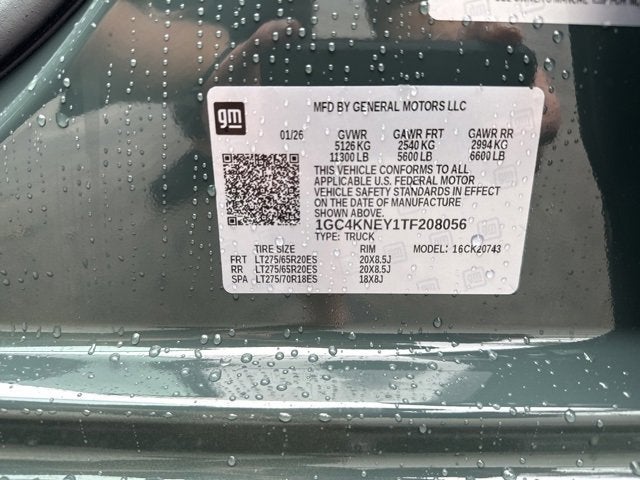 gm
MFD BY GENERAL MOTORS LLC
01/26 GVWR GAWR FRT GAWR RR
5126 KG 2540 KG 2994 KG
11300 LB 5600 LB 6600 LB
THIS VEHICLE CONFORMS TO ALL
APPLICABLE U.S. FEDERAL MOTOR
VEHICLE SAFETY STANDARDS IN EFFECT
ON THE DATE OF MANUFACTURE
SHOWN ABOVE.
1GC4KNEY1TF208056
TYPE: TRUCK
TIRE SIZE RIM MODEL: 16CK20743
FRT LT275/65R20ES 20X8.5J
RR LT275/65R20ES 20X8.5J
SPA LT275/70R18ES 18X8J